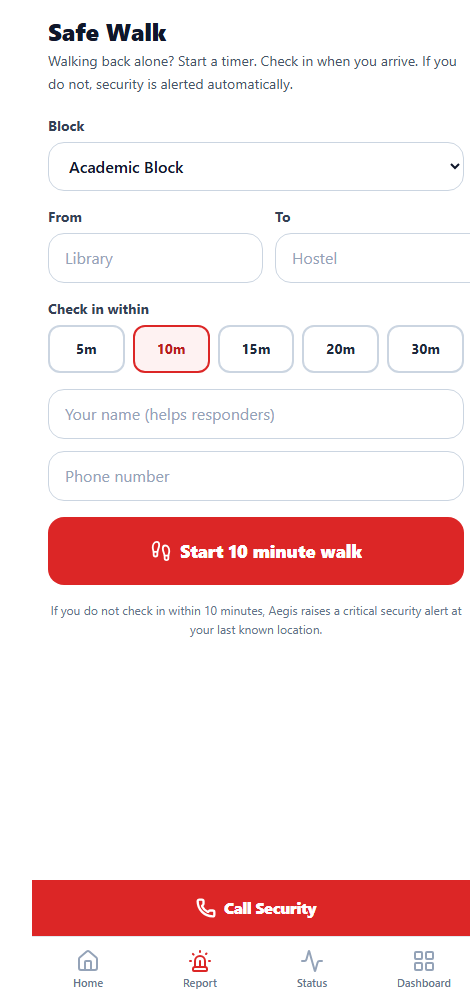 Safe Walk
Walking back alone? Start a timer. Check in when you arrive. If you
do not, security is alerted automatically.
Block
Academic Block
From
To
Library
Hostel
Check in within
5m
10m
15m
20m
30m
Your name (helps responders)
Phone number
Start 10 minute walk
If you do not check in within 10 minutes, Aegis raises a critical security alert at
your last known location.
Call Security
Home
Report
Status
Dashboard